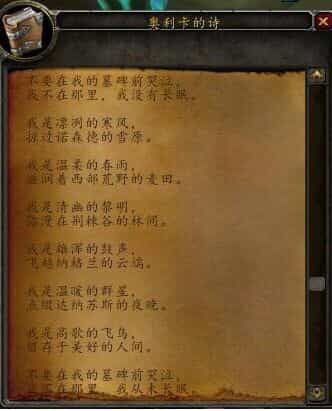 奥利卡的诗
不要在我的墓碑前哭泣，
我不在那里，我没有长眠。
我是凛冽的寒风，
掠过诺森德的雪原。
我是温柔的春雨，
滋润着西部荒野的麦田。
我是清幽的黎明，
弥漫在荆棘谷的林间。
我是雄浑的鼓声，
飞越纳格兰的云端。
我是温暖的群星，
点缀达纳苏斯的夜晚。
我是高歌的飞鸟，
留存于美好的人间。
不要在我的墓碑前哭泣，
我不在那里，我从未长眠。